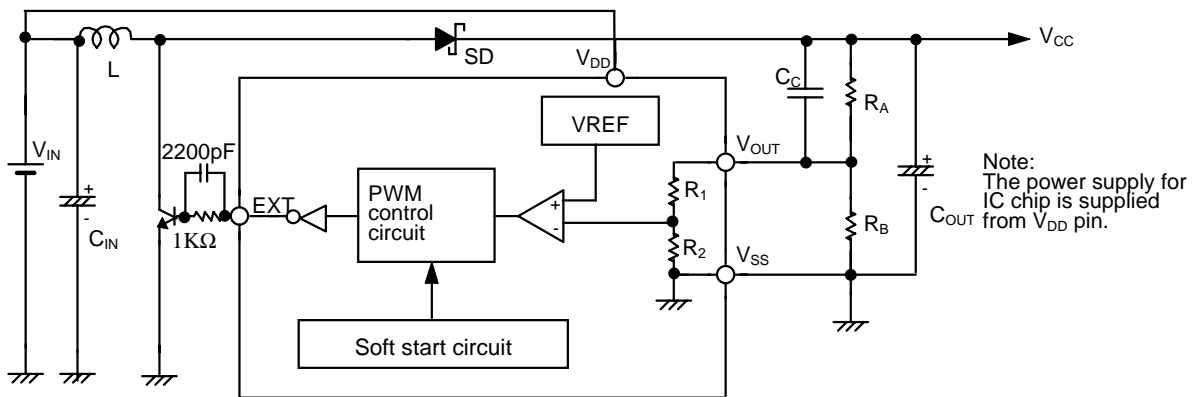 L
SD
V_DD
V_CC
C_C
R_A
VREF
V_IN
2200pF
V_OUT
Note:
The power supply for
IC chip is supplied
from V_DD pin.
EXT
PWM
control
circuit
+
-
R_1
R_2
R_B
+
-
C_OUT
+
-
C_IN
1KΩ
V_SS
Soft start circuit